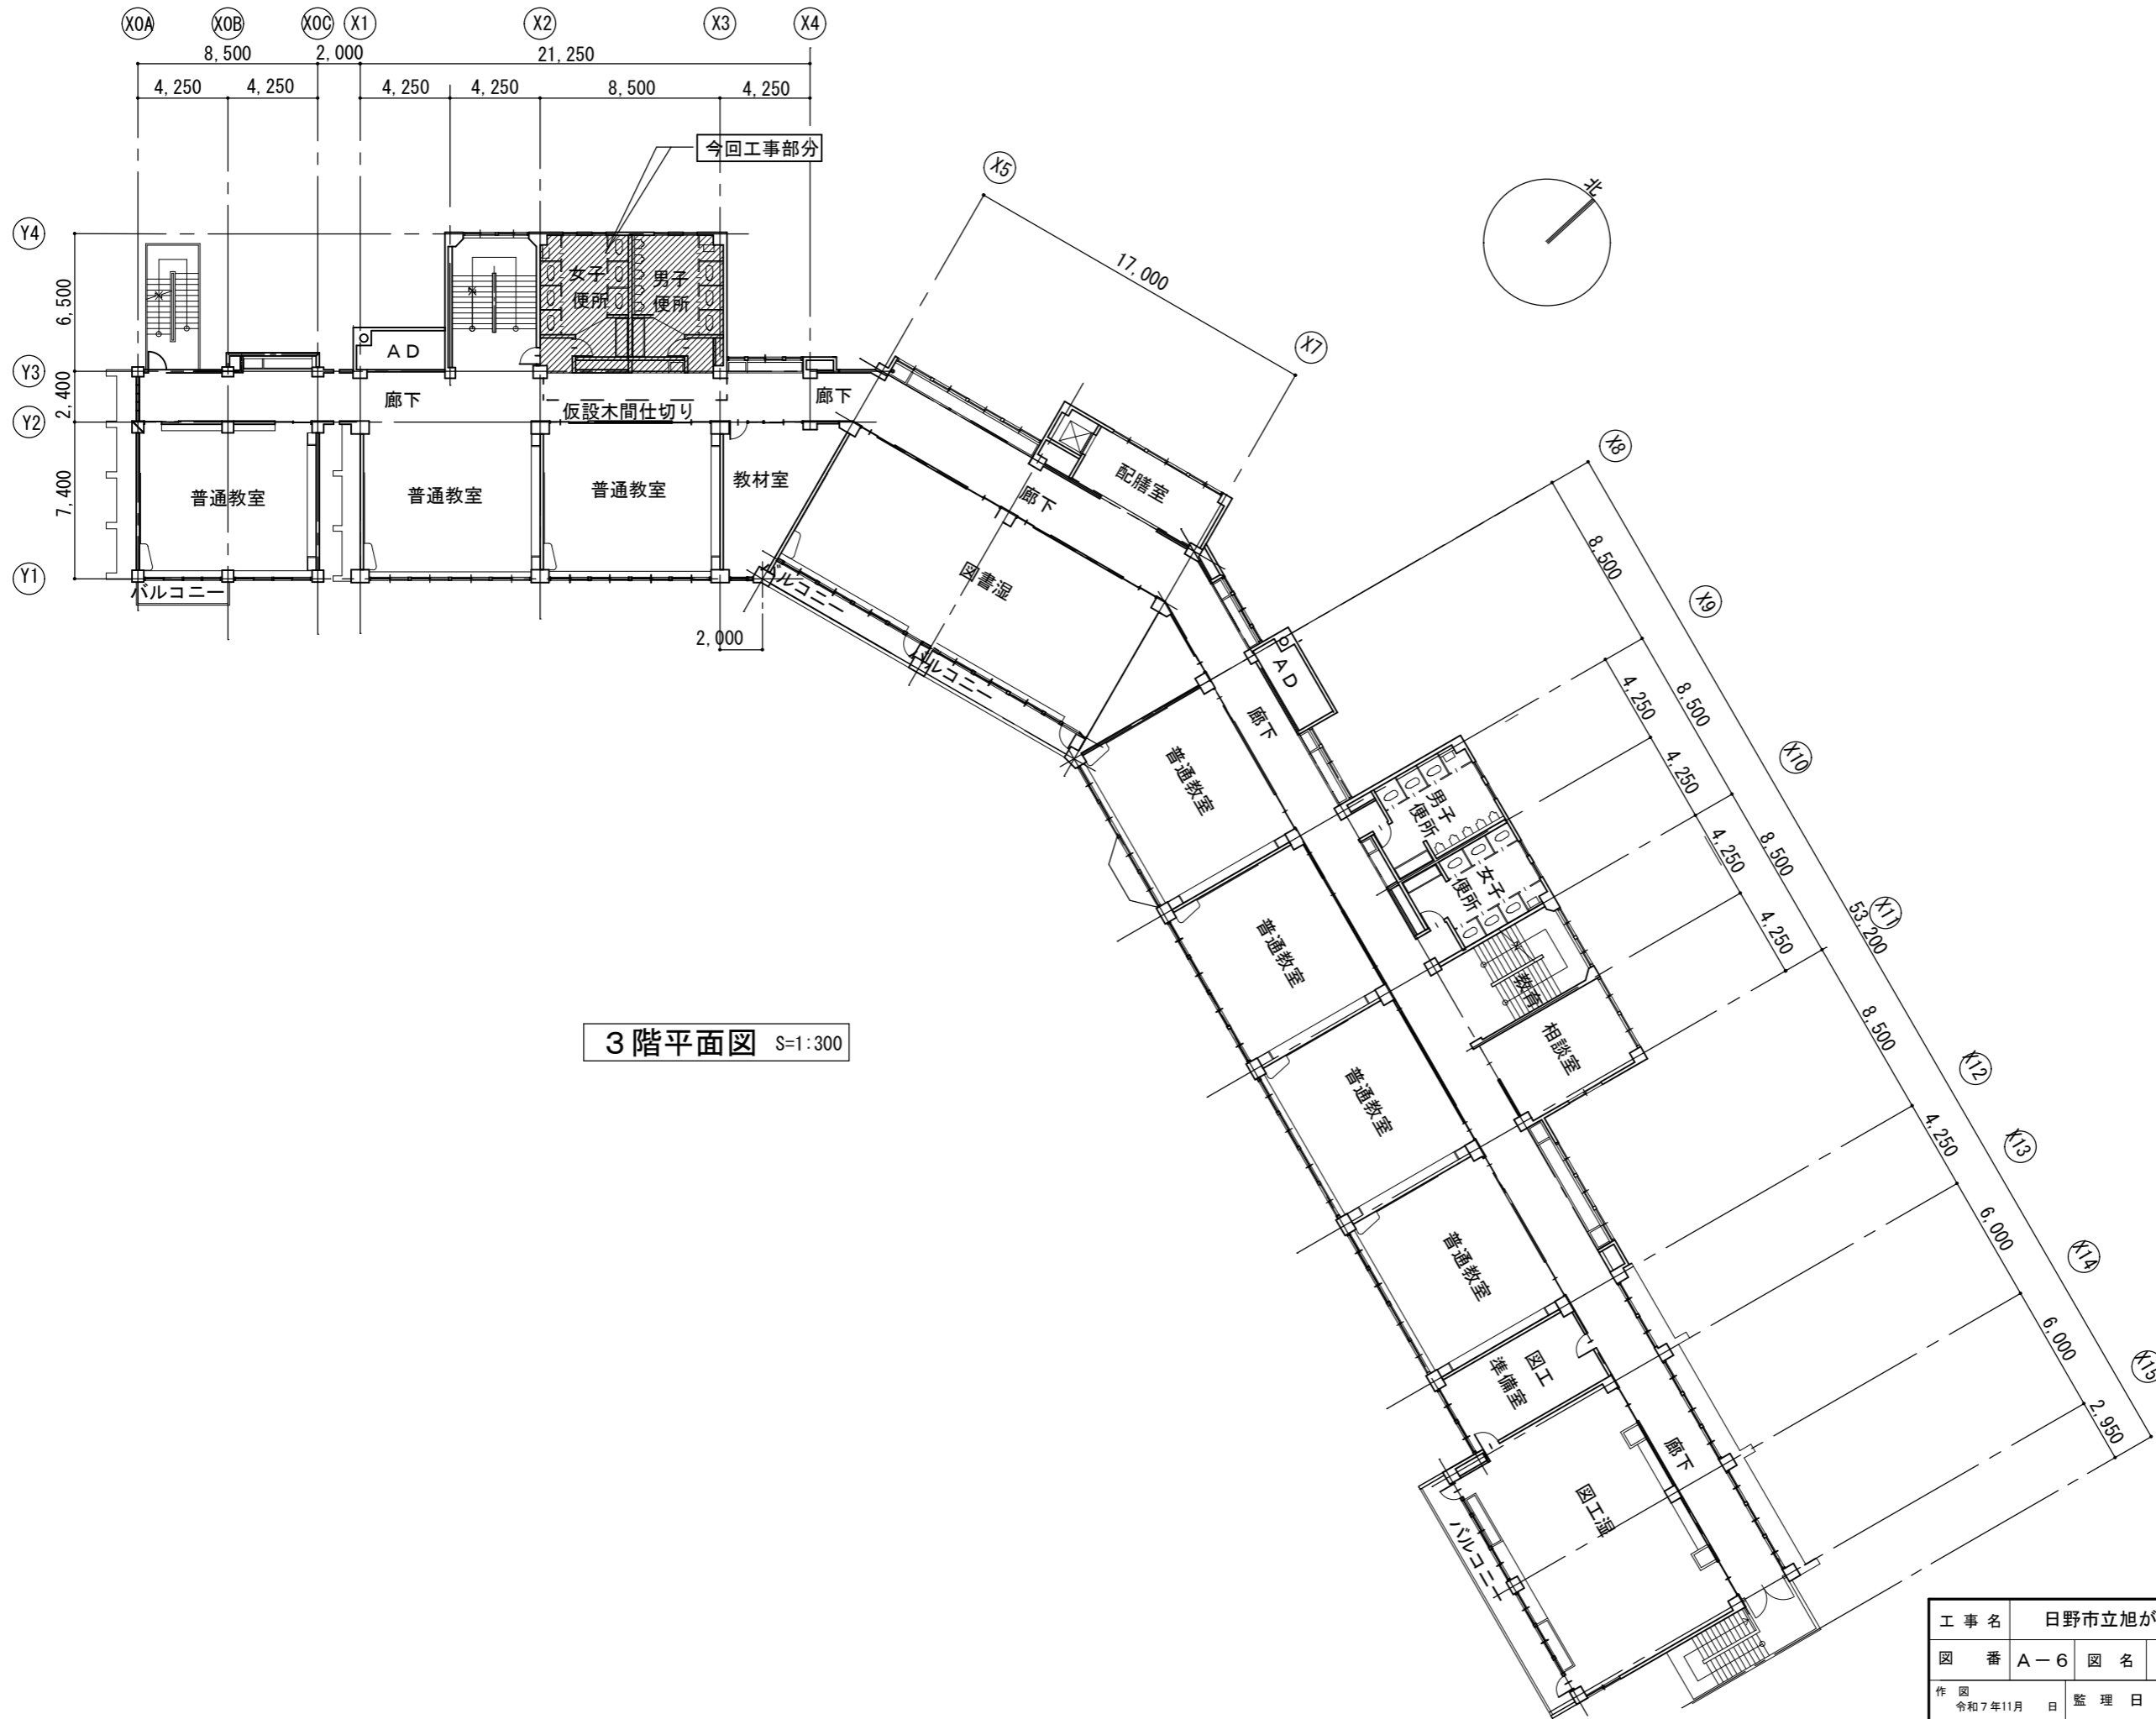 X0A X0B X0C X1 X2 X3 X4
8,500 2,000 21,250
4,250 4,250 4,250 4,250 8,500 4,250
今回工事部分
X5
17,000
X7
北
Y4
6,500
Y3
2,400
Y2
7,400
Y1
女子
便所
男子
便所
AD
廊下
仮設木間仕切り
廊下
普通教室
普通教室
普通教室
教材室
バルコニー
2,000
配膳室
廊下
図書湿
バルコニー
バルコニー
X8
8,500
X9
8,500
4,250
X10
4,250
8,500
4,250
X11
53,200
4,250
8,500
X12
4,250
X13
6,000
X14
6,000
X15
2,950
AD
廊下
普通教室
男子
便所
女子
便所
普通教室
教育
相談室
普通教室
普通教室
図工
準備室
廊下
図工湿
バルコニー
3階平面図 S=1:300
工事名 日野市立旭が
図番 A-6 図名
作図
令和7年11月 日 監理 日